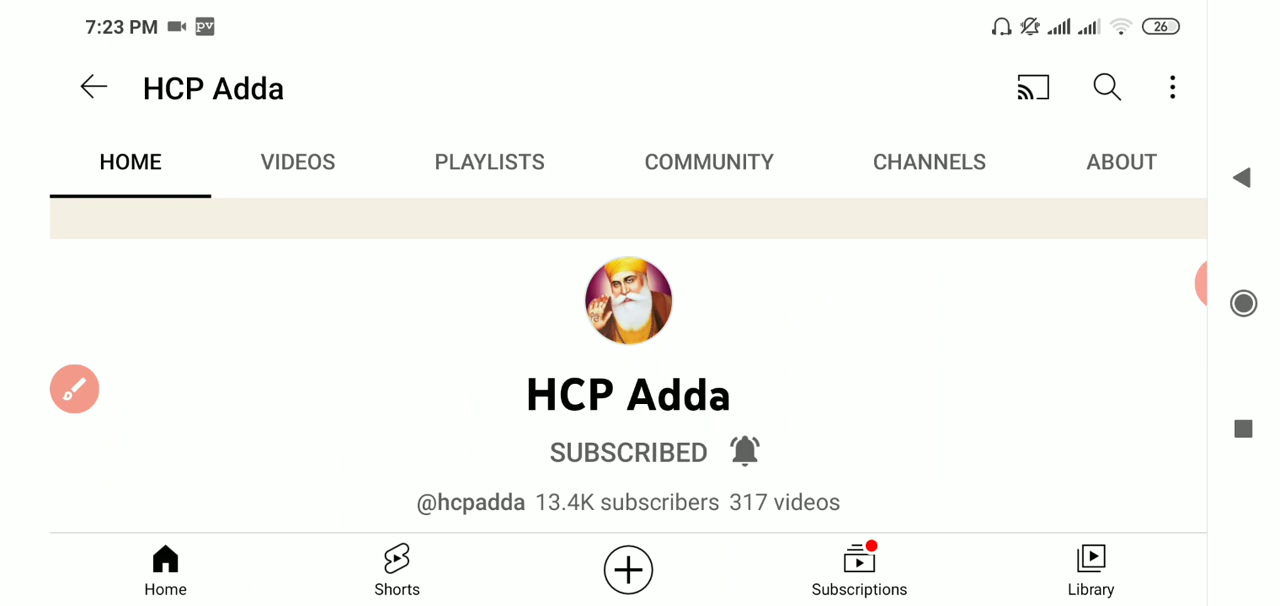 7:23 PM pv 26
HCP Adda
HOME VIDEOS PLAYLISTS COMMUNITY CHANNELS ABOUT
HCP Adda
SUBSCRIBED
@hcpadda 13.4K subscribers 317 videos
Home Shorts Subscriptions Library